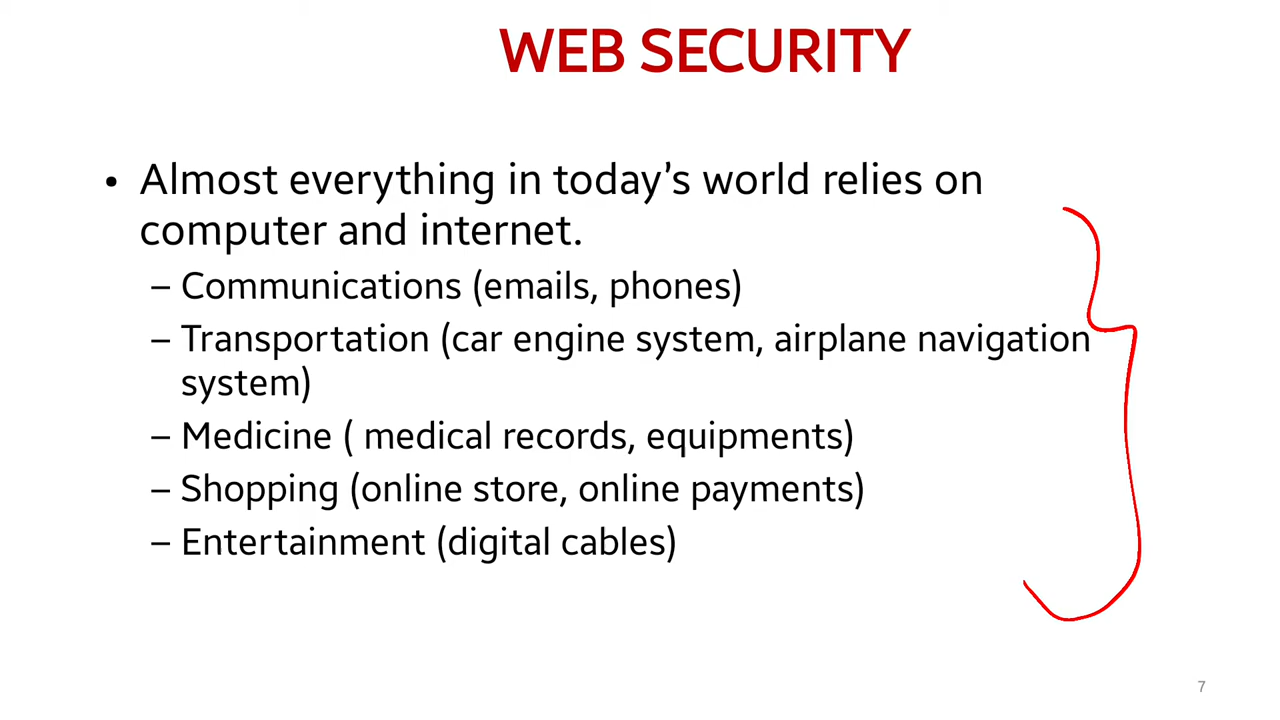 WEB SECURITY
• Almost everything in today's world relies on
computer and internet.
– Communications (emails, phones)
– Transportation (car engine system, airplane navigation
system)
– Medicine ( medical records, equipments)
– Shopping (online store, online payments)
– Entertainment (digital cables)
7